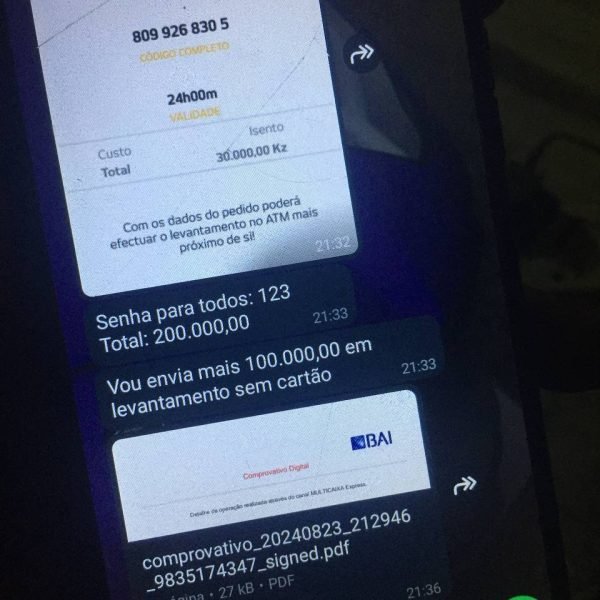 809 926 830 5
CÓDIGO COMPLETO
24h00m
VALIDADE
Custo Isento
Total 30.000,00 Kz
Com os dados do pedido poderá
efectuar o levantamento no ATM mais
próximo de si!
21:32
Senha para todos: 123
Total: 200.000,00
21:33
Vou envia mais 100.000,00 em
levantamento sem cartão
21:33
BAI
Comprovativo Digital
Detalhe da operação realizada através do canal MULTICAIXA Express.
comprovativo_20240823_212946
_9835174347_signed.pdf
27 kB • PDF
21:36